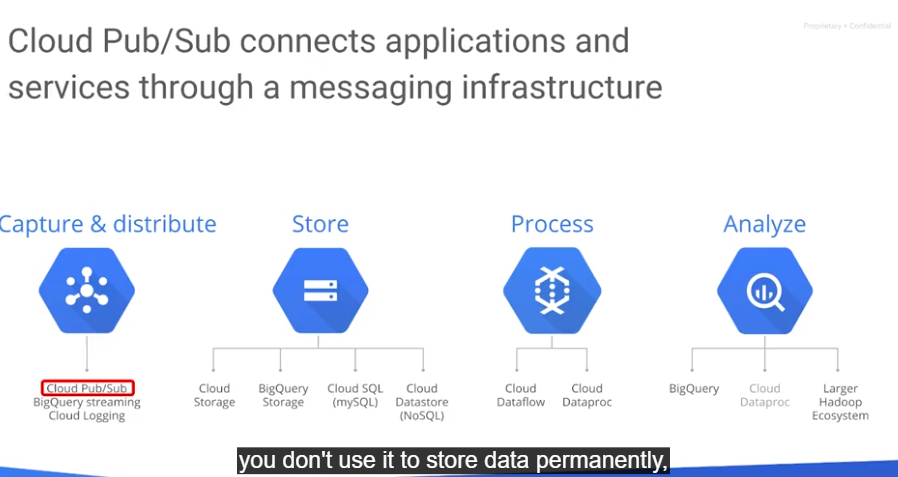 Proprietary + Confidential
Cloud Pub/Sub connects applications and
services through a messaging infrastructure
Capture & distribute
Store
Process
Analyze
Cloud Pub/Sub
BigQuery streaming
Cloud Logging
Cloud
Storage
BigQuery
Storage
Cloud SQL
(mySQL)
Cloud
Datastore
(NoSQL)
Cloud
Dataflow
Cloud
Dataproc
BigQuery
Cloud
Dataproc
Larger
Hadoop
Ecosystem
you don't use it to store data permanently,